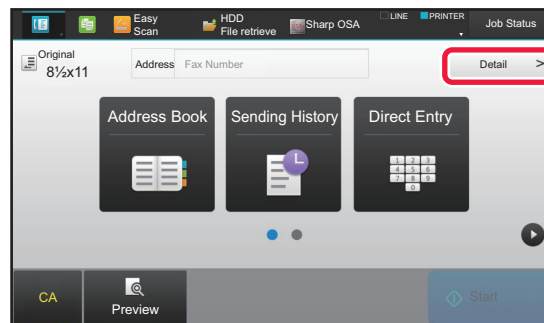 Easy
Scan
HDD
File retrieve
Sharp OSA
LINE
PRINTER
Job Status
Original
8½x11
Address
Fax Number
Detail >
Address Book
Sending History
Direct Entry
1 2 3
4 5 6
7 8 9
0
CA
Preview
Start